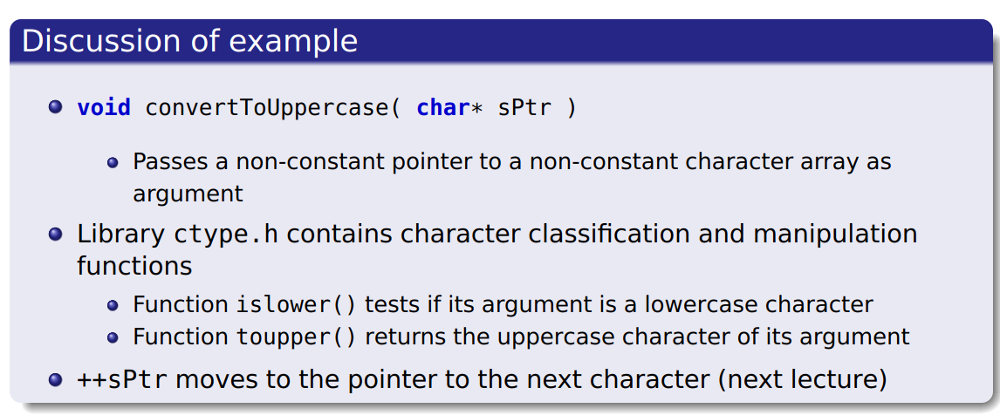 Discussion of example
void convertToUppercase( char* sPtr )
Passes a non-constant pointer to a non-constant character array as
argument
Library ctype.h contains character classification and manipulation
functions
Function islower() tests if its argument is a lowercase character
Function toupper() returns the uppercase character of its argument
++sPtr moves to the pointer to the next character (next lecture)